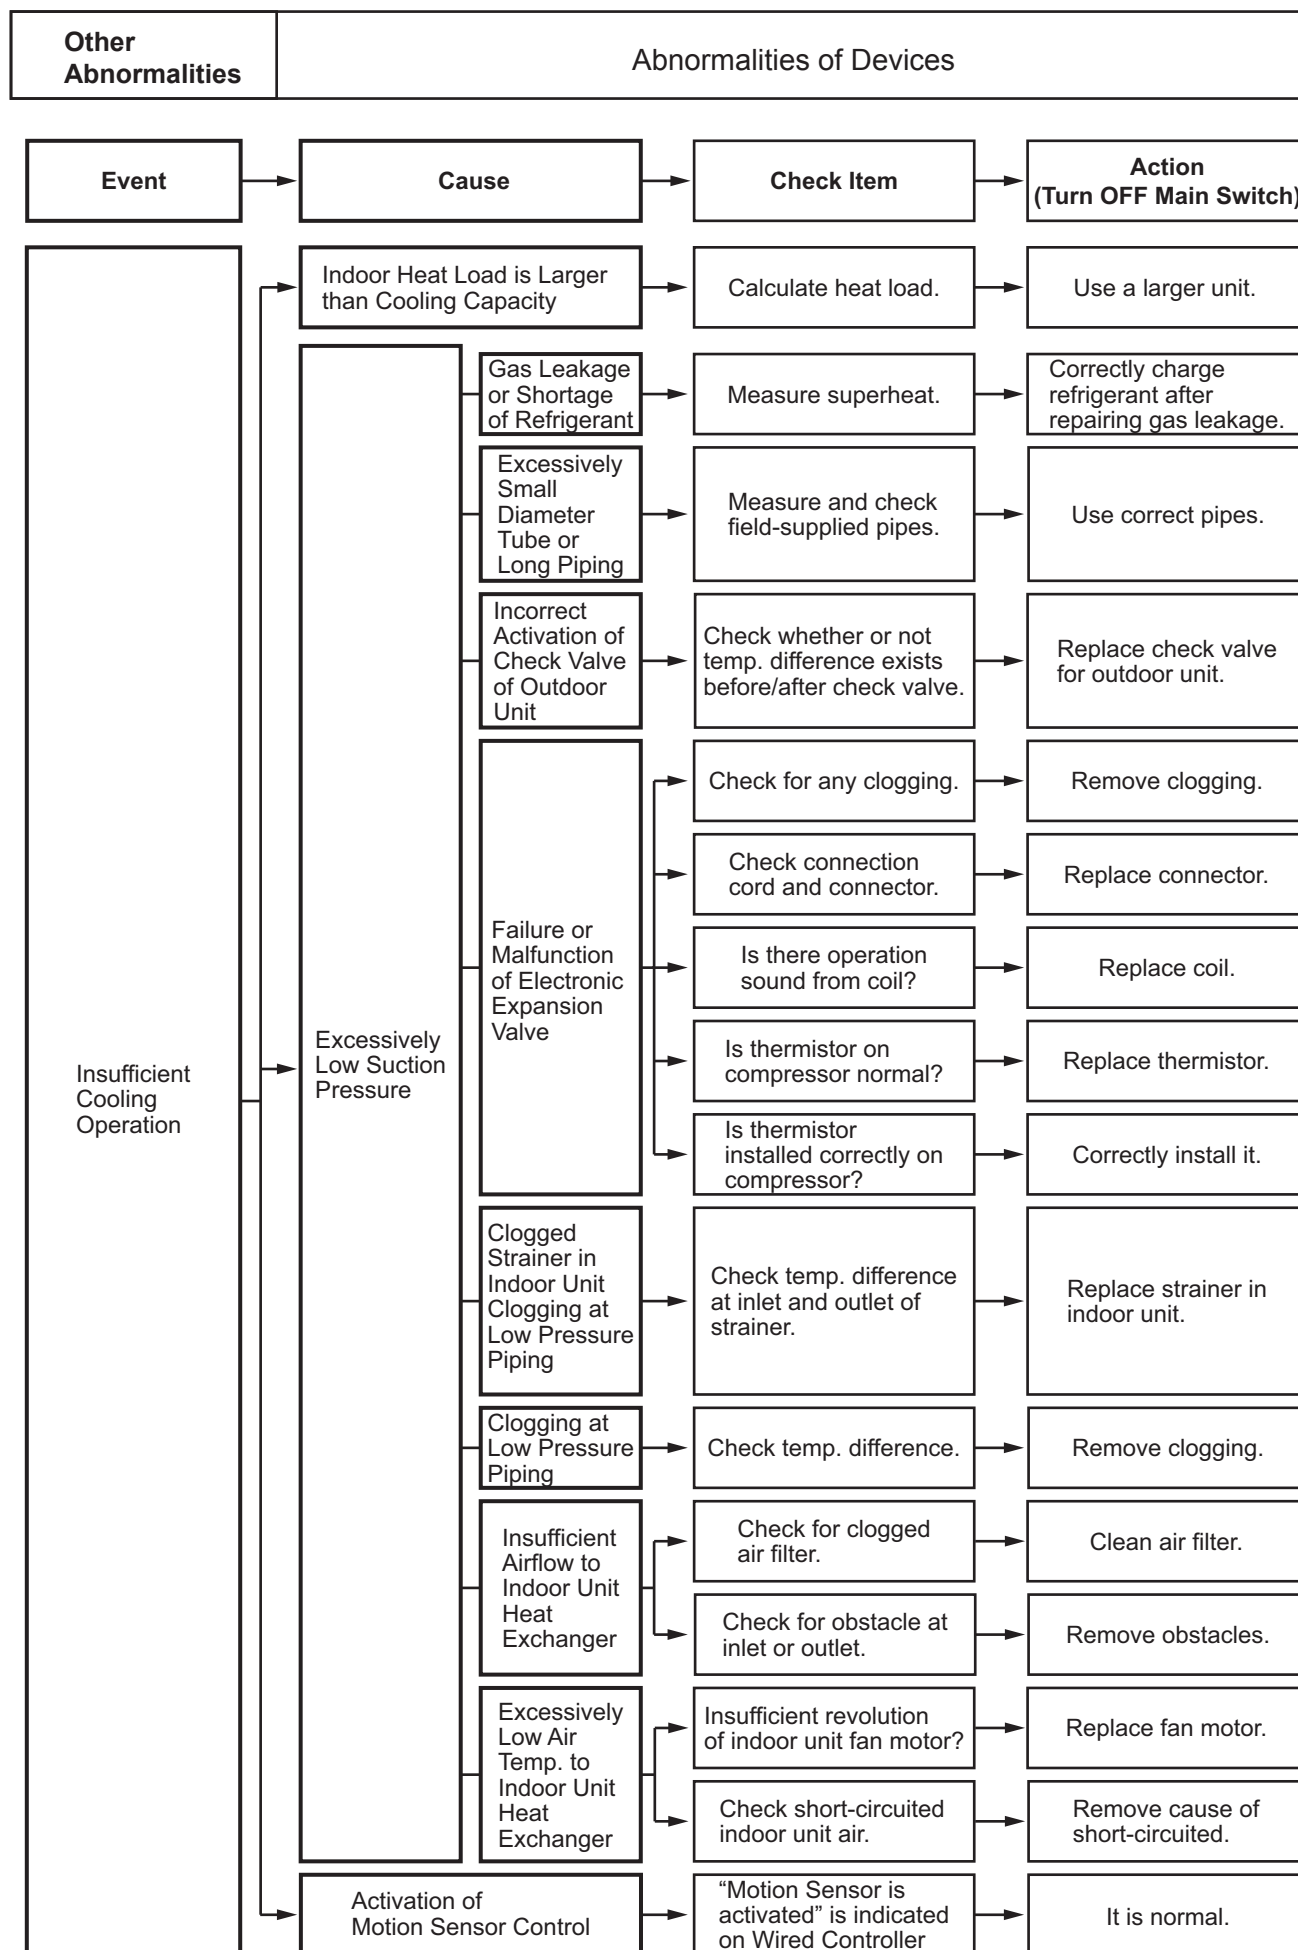 Other
Abnormalities
Abnormalities of Devices
Event
Cause
Check Item
Action
(Turn OFF Main Switch)
Insufficient
Cooling
Operation
Indoor Heat Load is Larger
than Cooling Capacity
Calculate heat load.
Use a larger unit.
Excessively
Low Suction
Pressure
Gas Leakage
or Shortage
of Refrigerant
Measure superheat.
Correctly charge
refrigerant after
repairing gas leakage.
Excessively
Small
Diameter
Tube or
Long Piping
Measure and check
field-supplied pipes.
Use correct pipes.
Incorrect
Activation of
Check Valve
of Outdoor
Unit
Check whether or not
temp. difference exists
before/after check valve.
Replace check valve
for outdoor unit.
Failure or
Malfunction
of Electronic
Expansion
Valve
Check for any clogging.
Remove clogging.
Check connection
cord and connector.
Replace connector.
Is there operation
sound from coil?
Replace coil.
Is thermistor on
compressor normal?
Replace thermistor.
Is thermistor
installed correctly on
compressor?
Correctly install it.
Clogged
Strainer in
Indoor Unit
Clogging at
Low Pressure
Piping
Check temp. difference
at inlet and outlet of
strainer.
Replace strainer in
indoor unit.
Clogging at
Low Pressure
Piping
Check temp. difference.
Remove clogging.
Insufficient
Airflow to
Indoor Unit
Heat
Exchanger
Check for clogged
air filter.
Clean air filter.
Check for obstacle at
inlet or outlet.
Remove obstacles.
Excessively
Low Air
Temp. to
Indoor Unit
Heat
Exchanger
Insufficient revolution
of indoor unit fan motor?
Replace fan motor.
Check short-circuited
indoor unit air.
Remove cause of
short-circuited.
Activation of
Motion Sensor Control
“Motion Sensor is
activated” is indicated
on Wired Controller
It is normal.